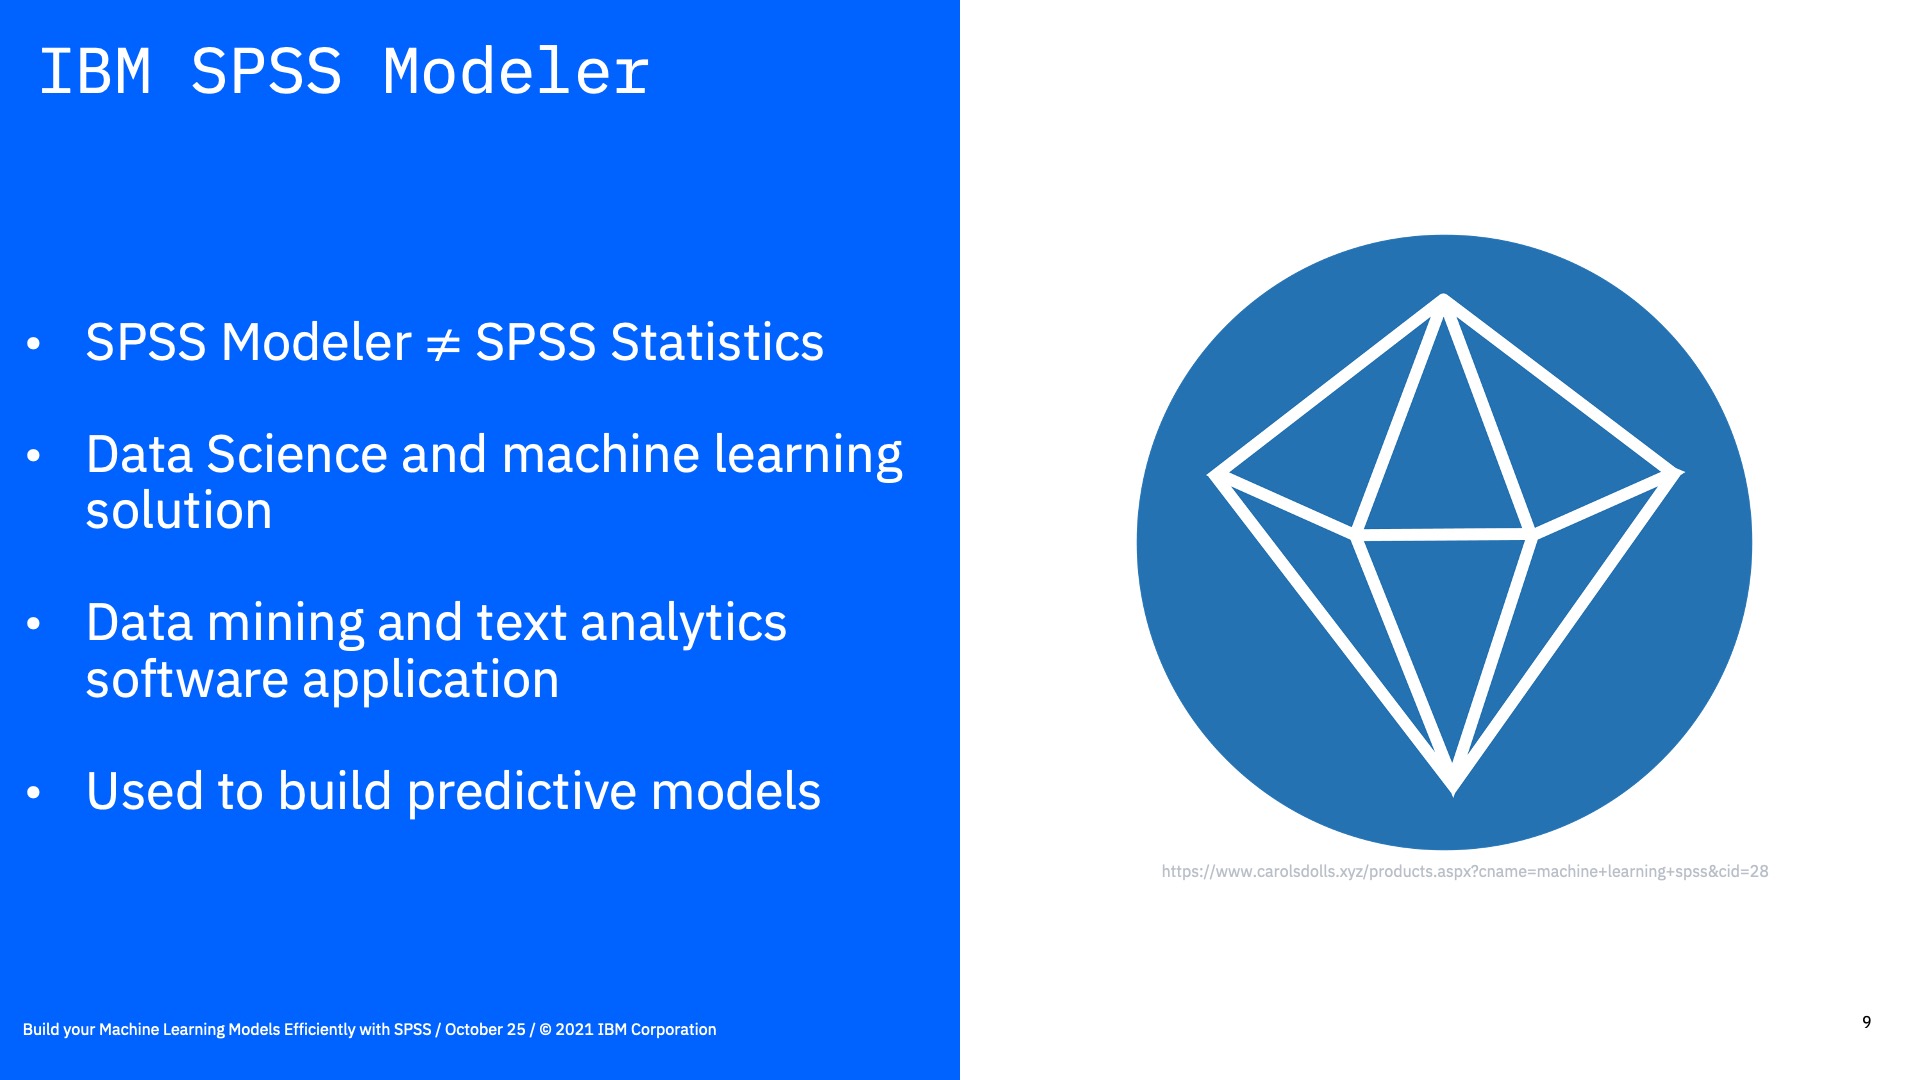 IBM SPSS Modeler
• SPSS Modeler ≠ SPSS Statistics
• Data Science and machine learning
solution
• Data mining and text analytics
software application
• Used to build predictive models
https://www.carolsdolls.xyz/products.aspx?cname=machine+learning+spss&cid=28
Build your Machine Learning Models Efficiently with SPSS / October 25 / © 2021 IBM Corporation
9